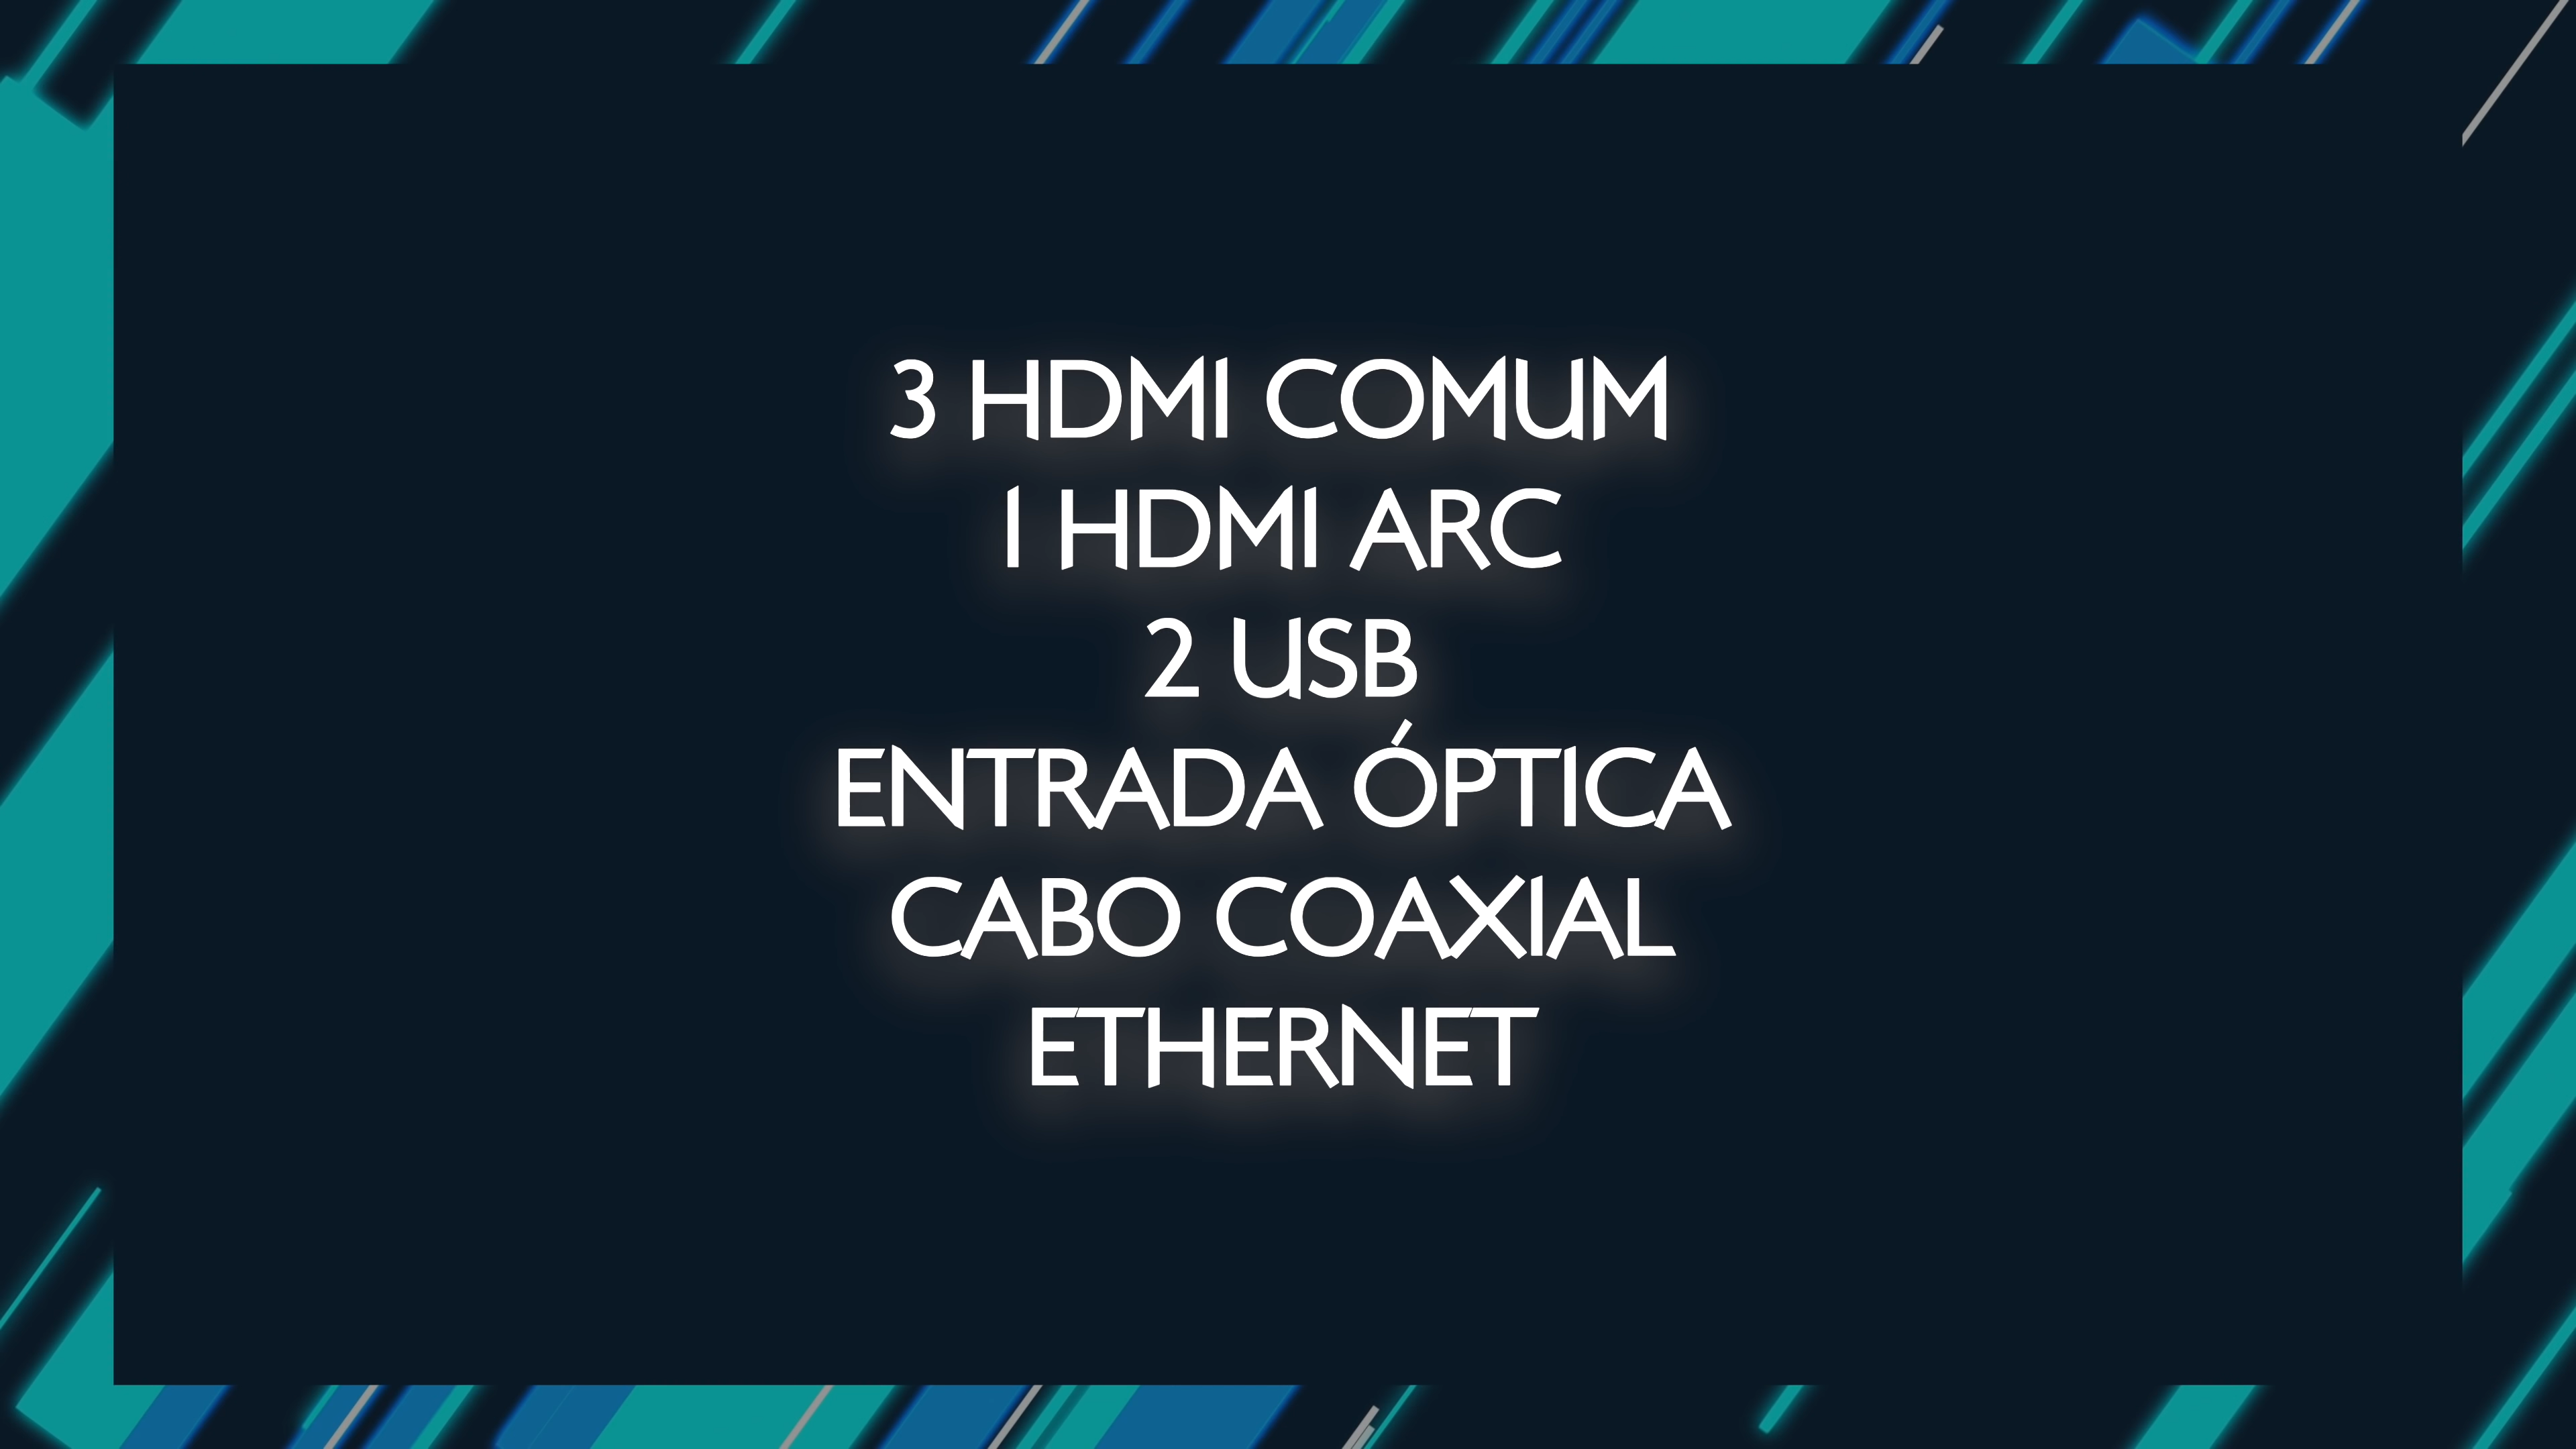 3 HDMI COMUM
1 HDMI ARC
2 USB
ENTRADA ÓPTICA
CABO COAXIAL
ETHERNET